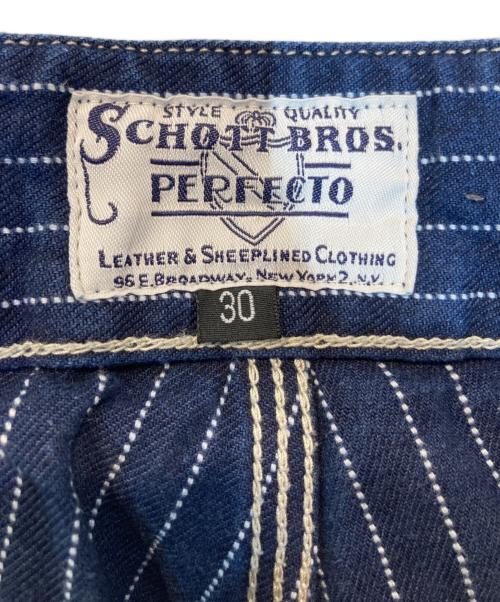 STYLE QUALITY
SCHOTT BROS.
PERFECTO
LEATHER & SHEEPLINED CLOTHING
96 E. BROADWAY, NEW YORK 2, N.Y.
30